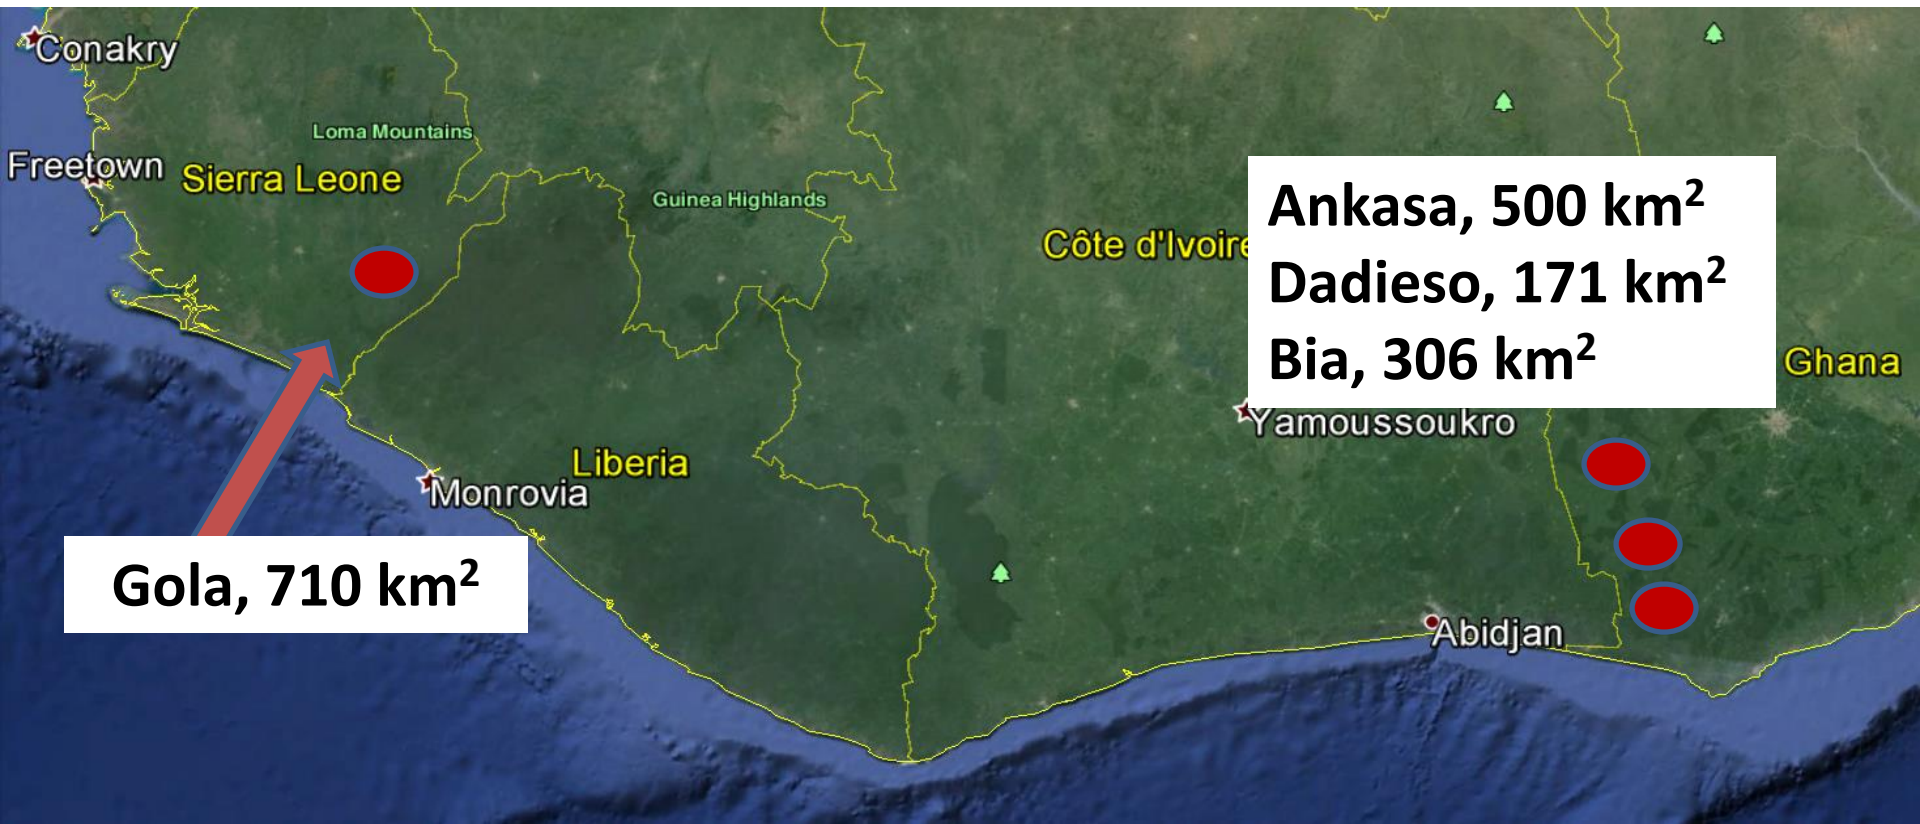 Conakry
Loma Mountains
Freetown
Sierra Leone
Guinea Highlands
Côte d'Ivoire
Ankasa, 500 km²
Dadieso, 171 km²
Bia, 306 km²
Ghana
Yamoussoukro
Liberia
Monrovia
Gola, 710 km²
Abidjan